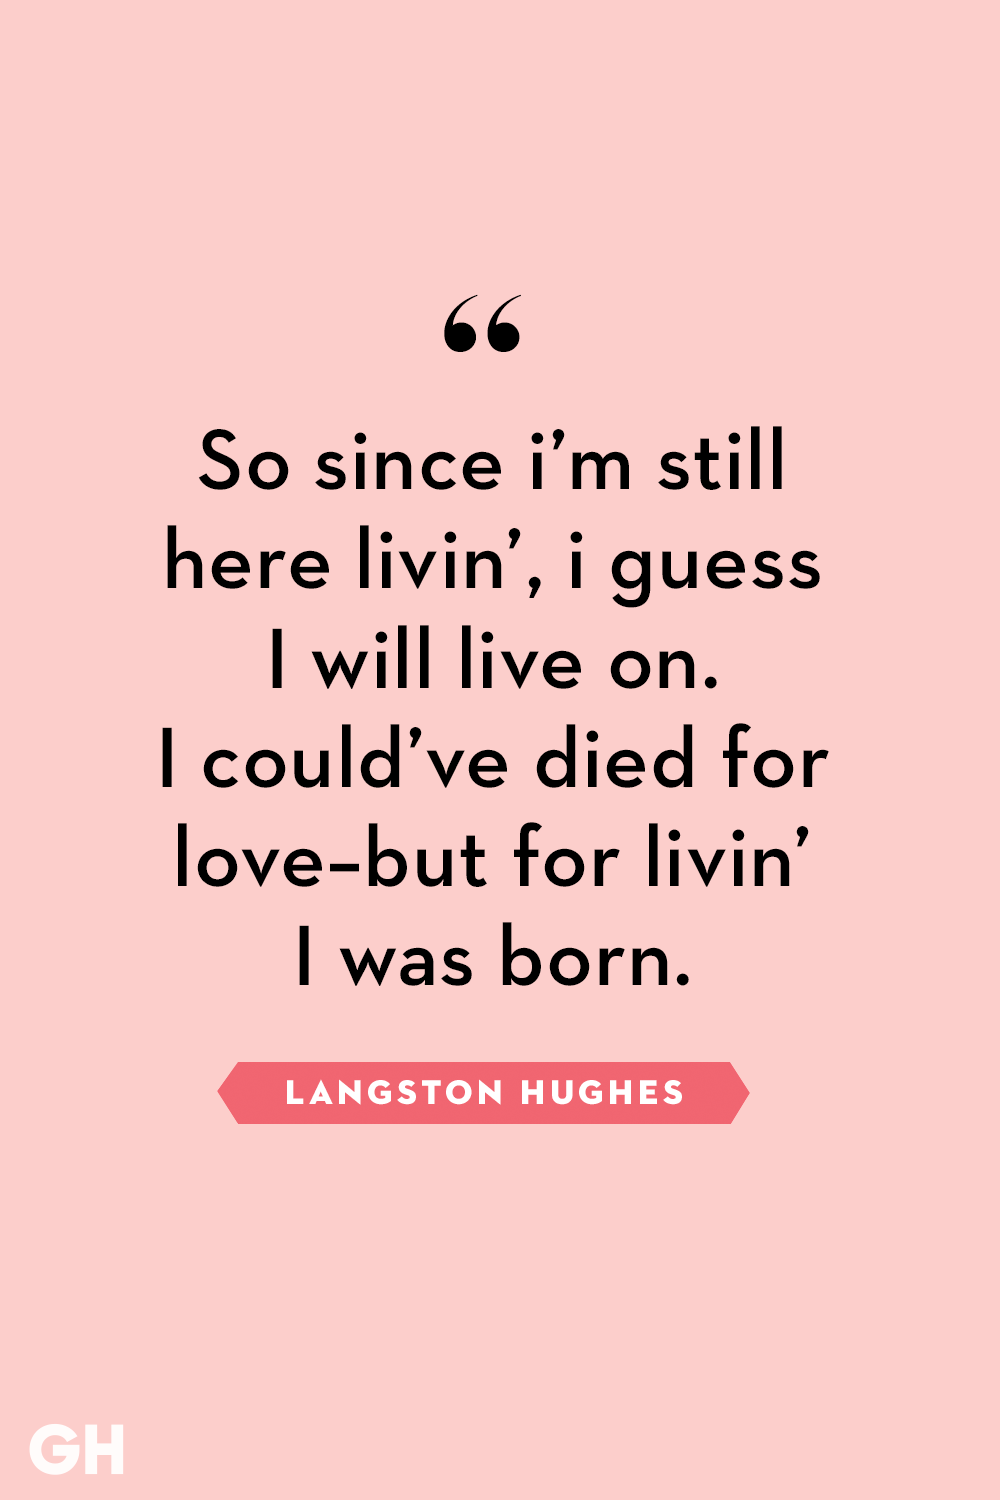 “
So since i’m still
here livin’, i guess
I will live on.
I could’ve died for
love–but for livin’
I was born.
LANGSTON HUGHES
GH